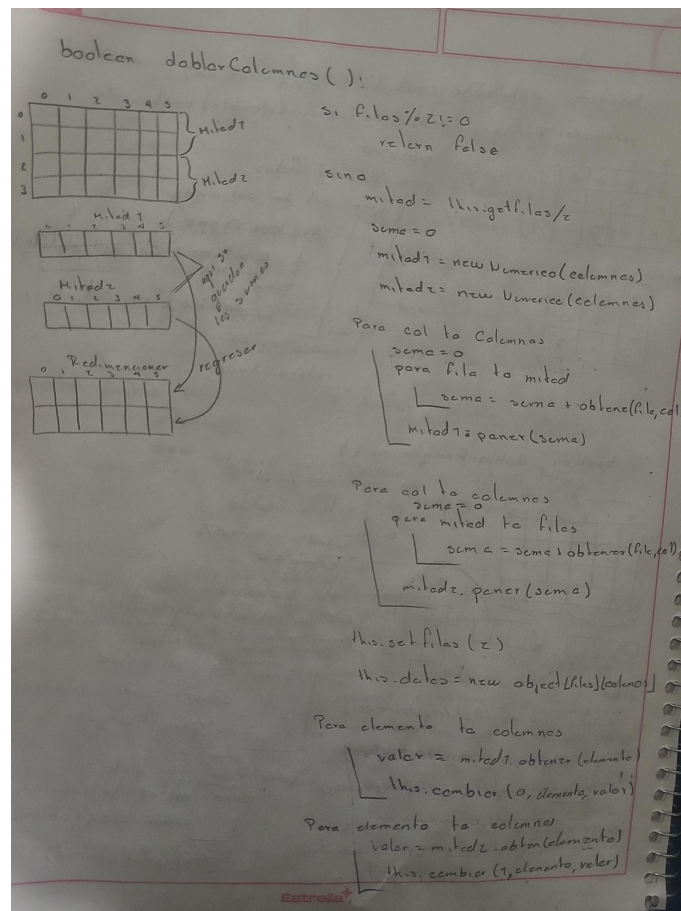 boolean doblarColumnas():
0 1 2 3 4 5
0
1
2
3
Mitad1
Mitad2
Mitad 1
0 1 2 3 4 5
Mitad2
0 1 2 3 4 5
aqui se
guardan
las sumas
regresar
Redimencionar
0 1 2 3 4 5
si filas%2!=0
return false
sino
mitad = this.getfilas/2
suma = 0
mitad1 = new Numerico(columnas)
mitad2 = new Numerico(columnas)
Para col to Columnas
suma = 0
para fila to mitad
suma = suma + obtene(fila,col
mitad1.poner(suma)
Para col to columnas
suma = 0
para mitad to filas
suma = suma + obtener(fila,col)
mitad2.poner(suma)
this.setfilas(2)
this.datos = new object[filas][colunas]
Para elemento to columnas
valor = mitad1.obtener(elemento)
this.cambiar(0, elemento, valor)
Para elemento to columnas
valor = mitad2.obten(elemento)
this.cambiar(1, elemento, valor)
Estrella